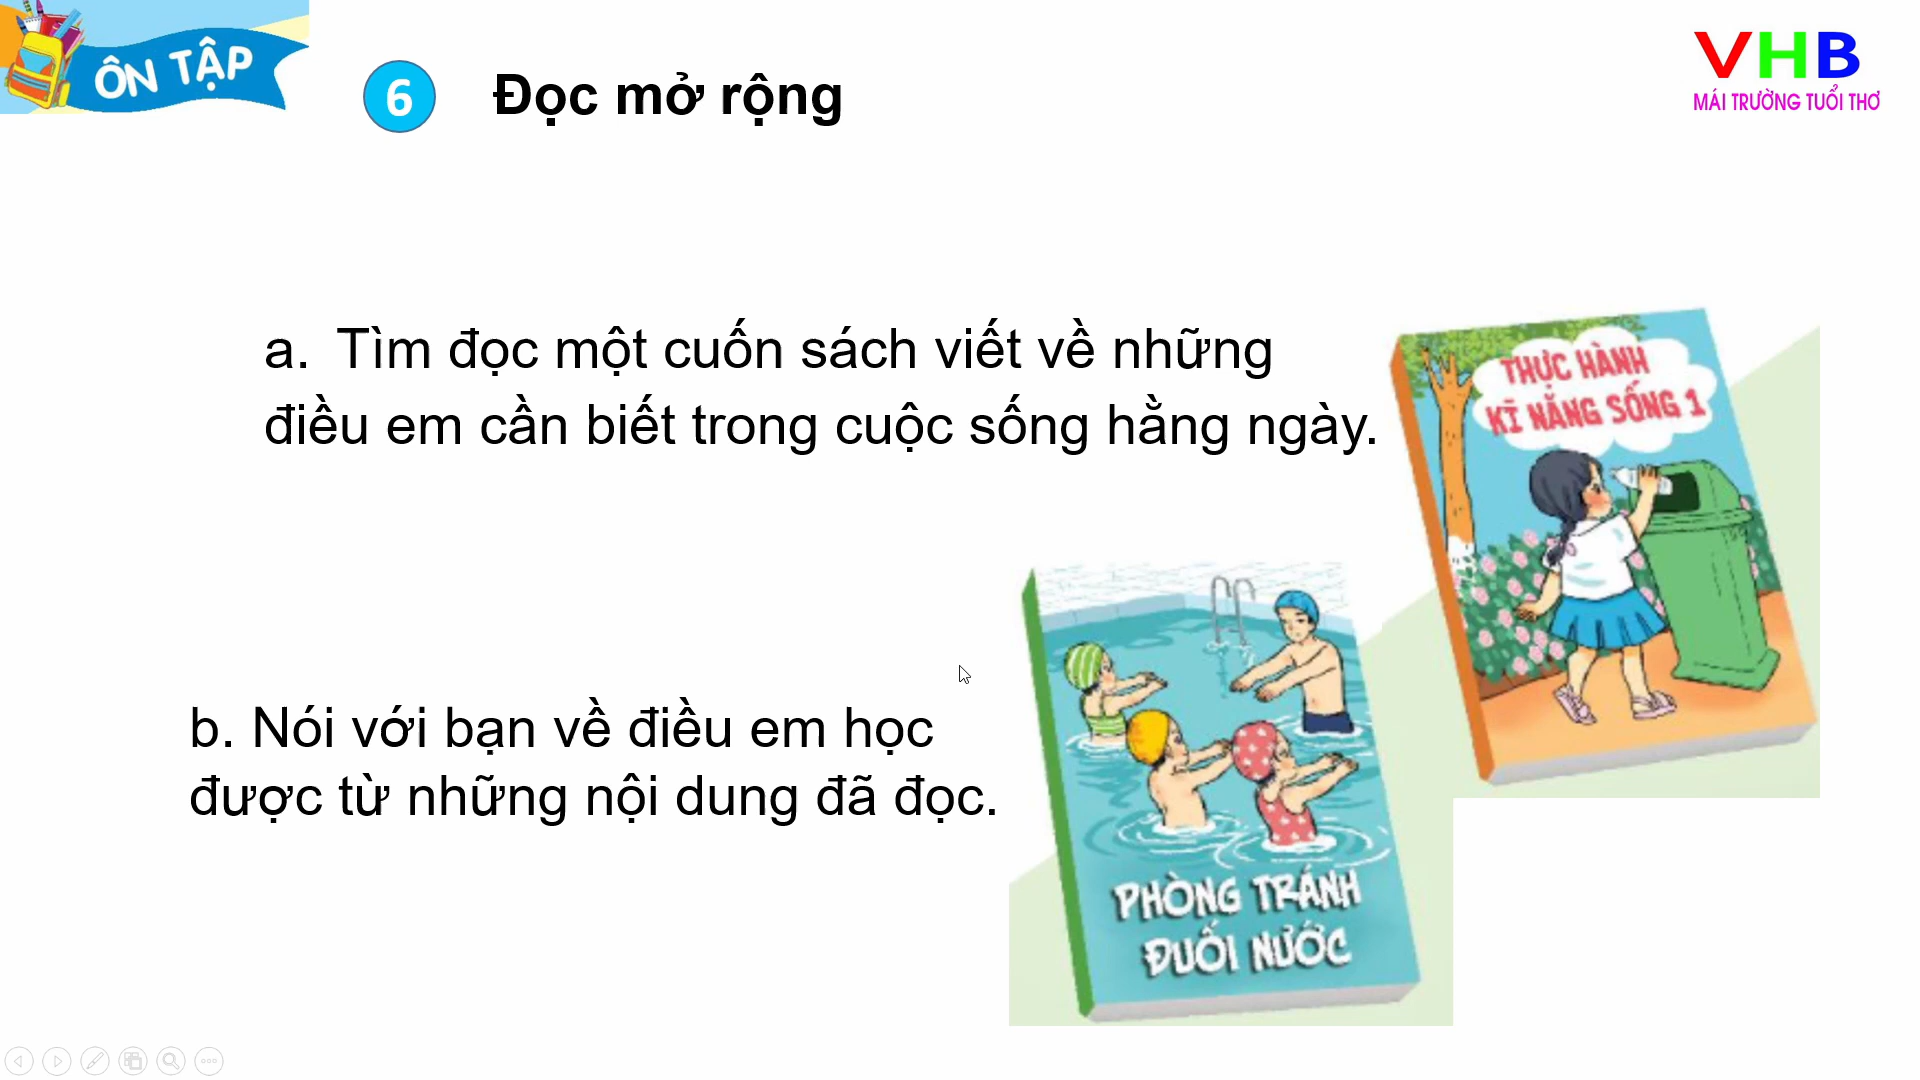 ÔN TẬP
6
Đọc mở rộng
VHB
MÁI TRƯỜNG TUỔI THƠ
a. Tìm đọc một cuốn sách viết về những
điều em cần biết trong cuộc sống hằng ngày.
THỰC HÀNH
KĨ NĂNG SỐNG 1
b. Nói với bạn về điều em học
được từ những nội dung đã đọc.
PHÒNG TRÁNH
ĐUỐI NƯỚC